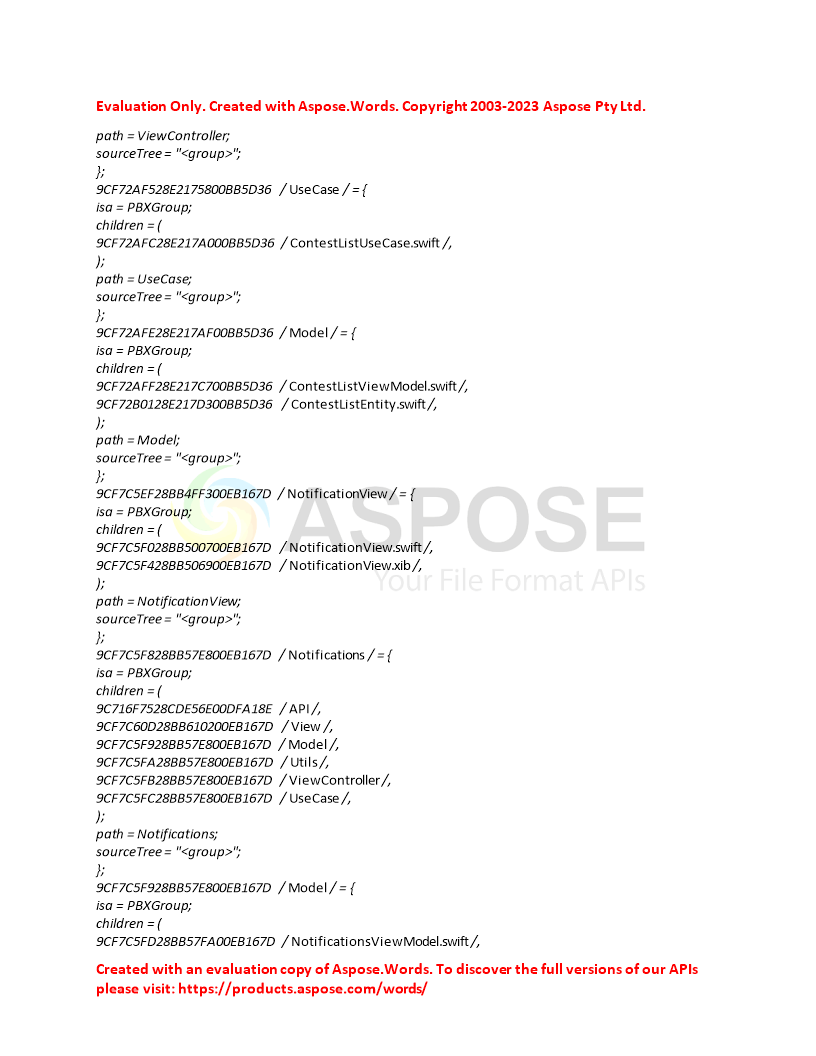 Evaluation Only. Created with Aspose.Words. Copyright 2003-2023 Aspose Pty Ltd.
path = ViewController;
sourceTree = "<group>";
};
9CF72AF528E2175800BB5D36 / UseCase / = {
isa = PBXGroup;
children = (
9CF72AFC28E217A000BB5D36 / ContestListUseCase.swift /,
);
path = UseCase;
sourceTree = "<group>";
};
9CF72AFE28E217AF00BB5D36 / Model / = {
isa = PBXGroup;
children = (
9CF72AFF28E217C700BB5D36 / ContestListViewModel.swift /,
9CF72B0128E217D300BB5D36 / ContestListEntity.swift /,
);
path = Model;
sourceTree = "<group>";
};
9CF7C5EF28BB4FF300EB167D / NotificationView / = {
isa = PBXGroup;
children = (
9CF7C5F028BB500700EB167D / NotificationView.swift /,
9CF7C5F428BB506900EB167D / NotificationView.xib /,
);
path = NotificationView;
sourceTree = "<group>";
};
9CF7C5F828BB57E800EB167D / Notifications / = {
isa = PBXGroup;
children = (
9C716F7528CDE56E00DFA18E / API /,
9CF7C60D28BB610200EB167D / View /,
9CF7C5F928BB57E800EB167D / Model /,
9CF7C5FA28BB57E800EB167D / Utils /,
9CF7C5FB28BB57E800EB167D / ViewController /,
9CF7C5FC28BB57E800EB167D / UseCase /,
);
path = Notifications;
sourceTree = "<group>";
};
9CF7C5F928BB57E800EB167D / Model / = {
isa = PBXGroup;
children = (
9CF7C5FD28BB57FA00EB167D / NotificationsViewModel.swift /,
Created with an evaluation copy of Aspose.Words. To discover the full versions of our APIs
please visit: https://products.aspose.com/words/
ASPOSE
Your File Format APIs